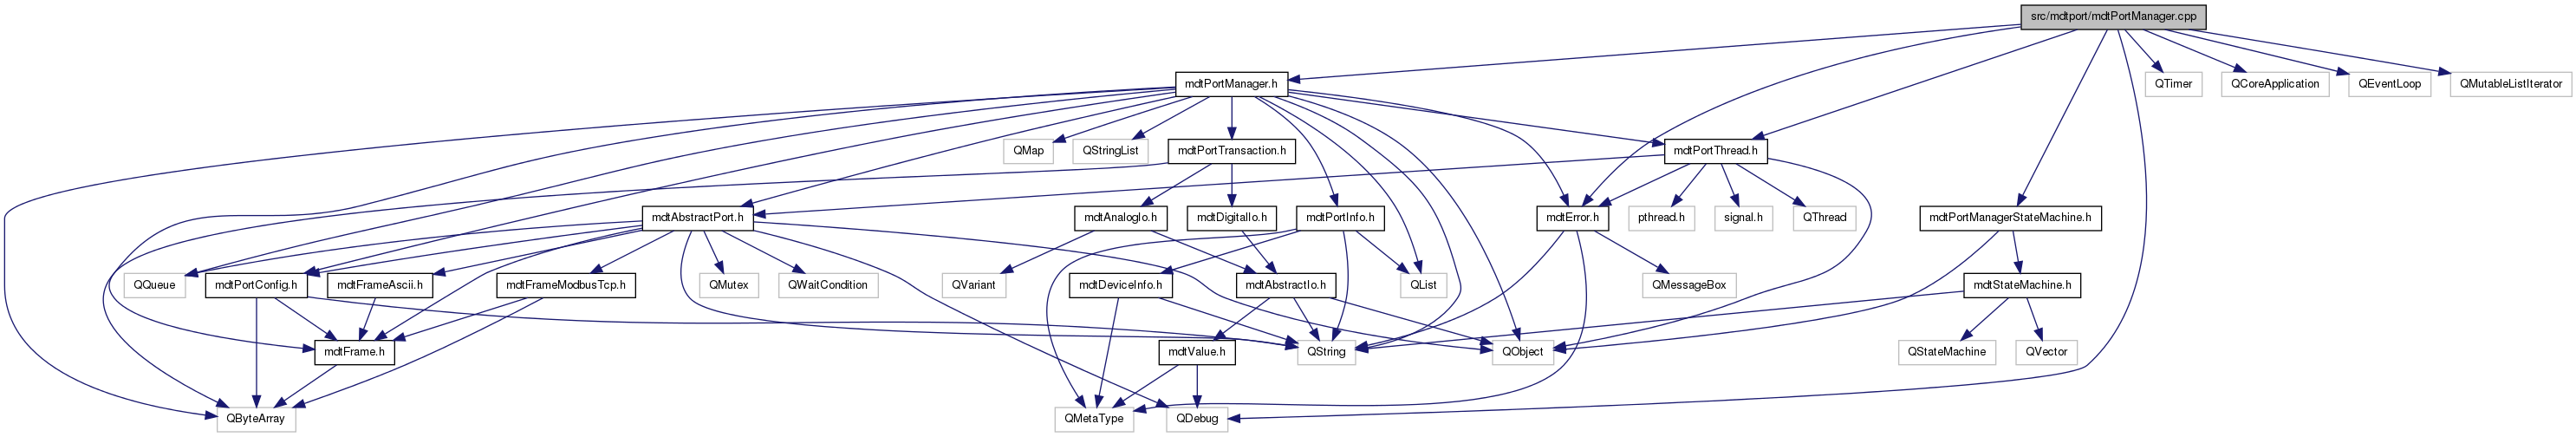 src/mdtport/mdtPortManager.cpp
mdtPortManager.h
QTimer
QCoreApplication
QEventLoop
QMutableListIterator
QMap
QStringList
mdtPortTransaction.h
mdtPortThread.h
mdtAbstractPort.h
mdtAnalogIo.h
mdtDigitalIo.h
mdtPortInfo.h
mdtError.h
pthread.h
signal.h
QThread
mdtPortManagerStateMachine.h
QQueue
mdtPortConfig.h
mdtFrameAscii.h
mdtFrameModbusTcp.h
QMutex
QWaitCondition
QVariant
mdtDeviceInfo.h
mdtAbstractIo.h
QList
QMessageBox
mdtStateMachine.h
mdtFrame.h
mdtValue.h
QString
QObject
QStateMachine
QVector
QByteArray
QMetaType
QDebug